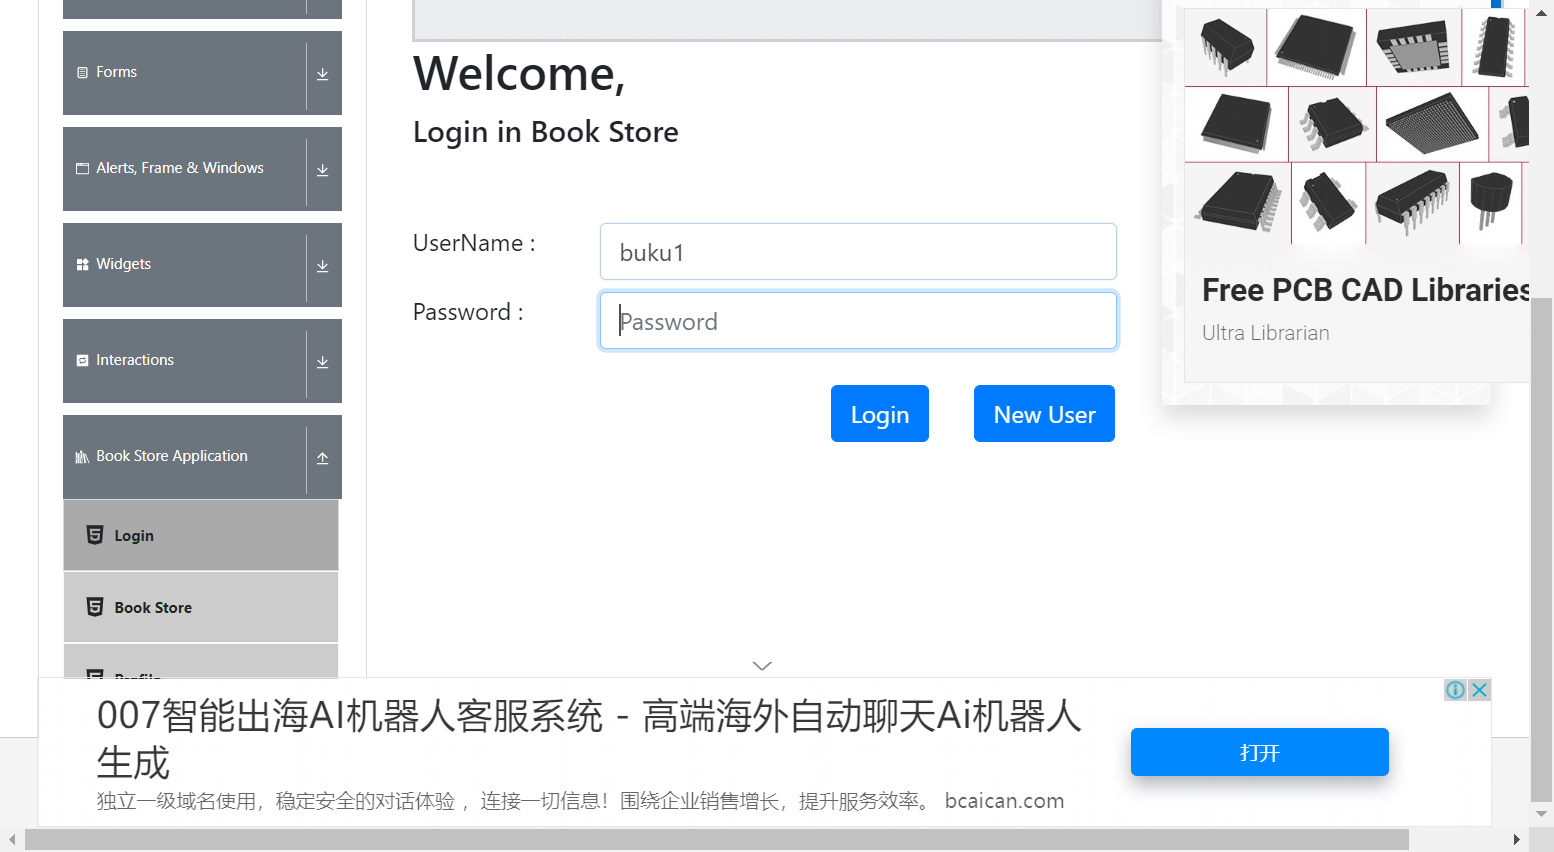 Forms
Alerts, Frame & Windows
Widgets
Interactions
Book Store Application
Login
Book Store
Profile
Welcome,
Login in Book Store
UserName :
buku1
Password :
Password
Login
New User
Free PCB CAD Libraries
Ultra Librarian
007智能出海AI机器人客服系统 - 高端海外自动聊天Ai机器人
生成
独立一级域名使用，稳定安全的对话体验 ，连接一切信息！围绕企业销售增长，提升服务效率。 bcaican.com
打开